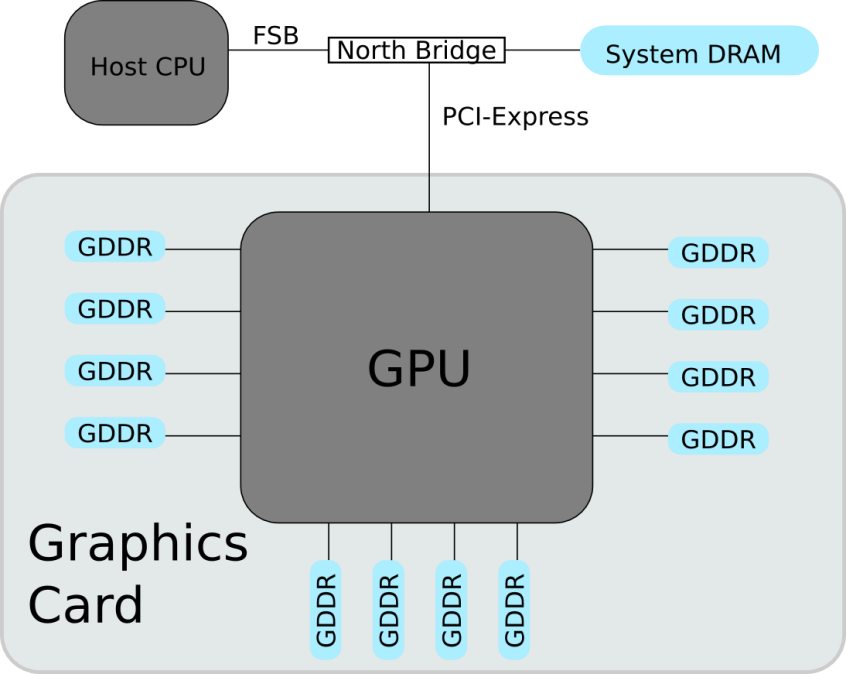 FSB
North Bridge
System DRAM
Host CPU
PCI-Express
GDDR
GDDR
GDDR
GDDR
GPU
GDDR
GDDR
GDDR
GDDR
Graphics
Card
GDDR
GDDR
GDDR
GDDR